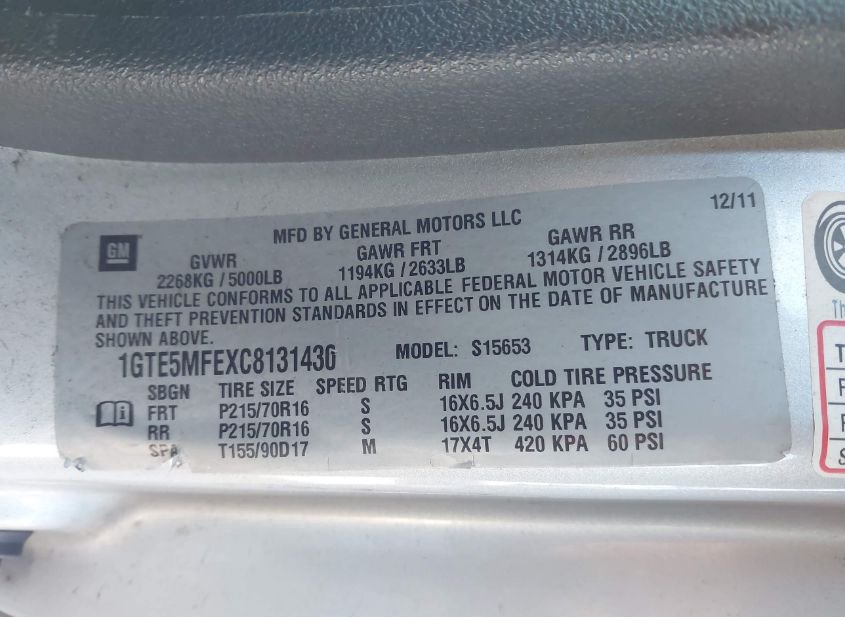 12/11
MFD BY GENERAL MOTORS LLC
GM
GVWR GAWR FRT GAWR RR
2268KG / 5000LB 1194KG / 2633LB 1314KG / 2896LB
THIS VEHICLE CONFORMS TO ALL APPLICABLE FEDERAL MOTOR VEHICLE SAFETY
AND THEFT PREVENTION STANDARDS IN EFFECT ON THE DATE OF MANUFACTURE
SHOWN ABOVE.
1GTE5MFEXC8131436 MODEL: S15653 TYPE: TRUCK
SBGN TIRE SIZE SPEED RTG RIM COLD TIRE PRESSURE
FRT P215/70R16 S 16X6.5J 240 KPA 35 PSI
RR P215/70R16 S 16X6.5J 240 KPA 35 PSI
SPA T155/90D17 M 17X4T 420 KPA 60 PSI